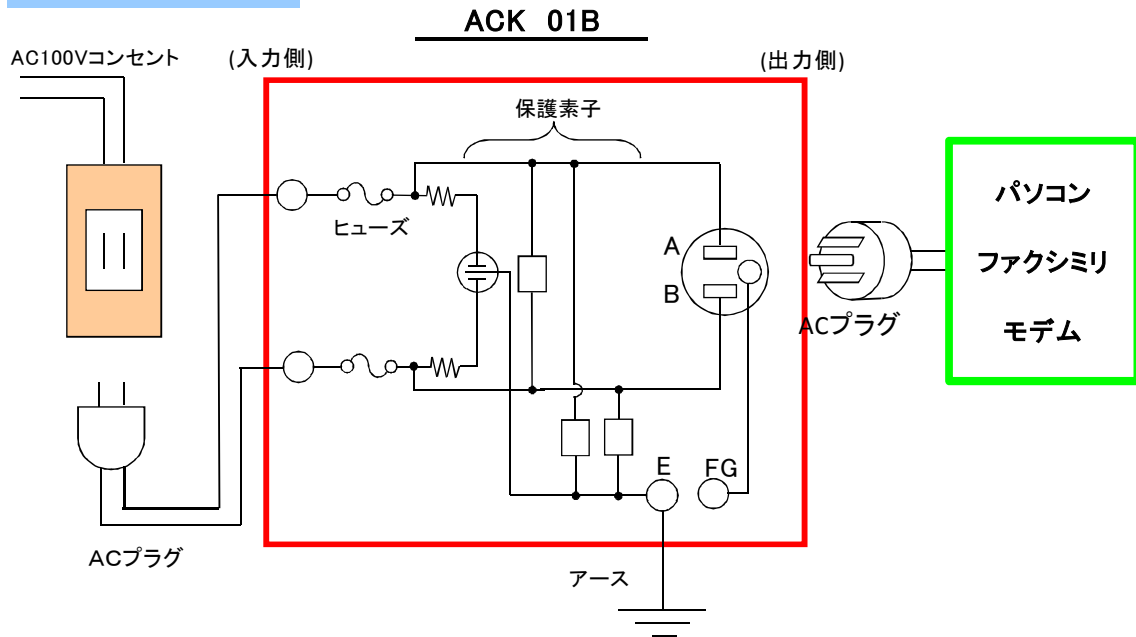 ACK 01B
AC100Vコンセント
(入力側)
(出力側)
保護素子
ヒューズ
A
B
ACプラグ
パソコン
ファクシミリ
モデム
E
FG
ACプラグ
アース